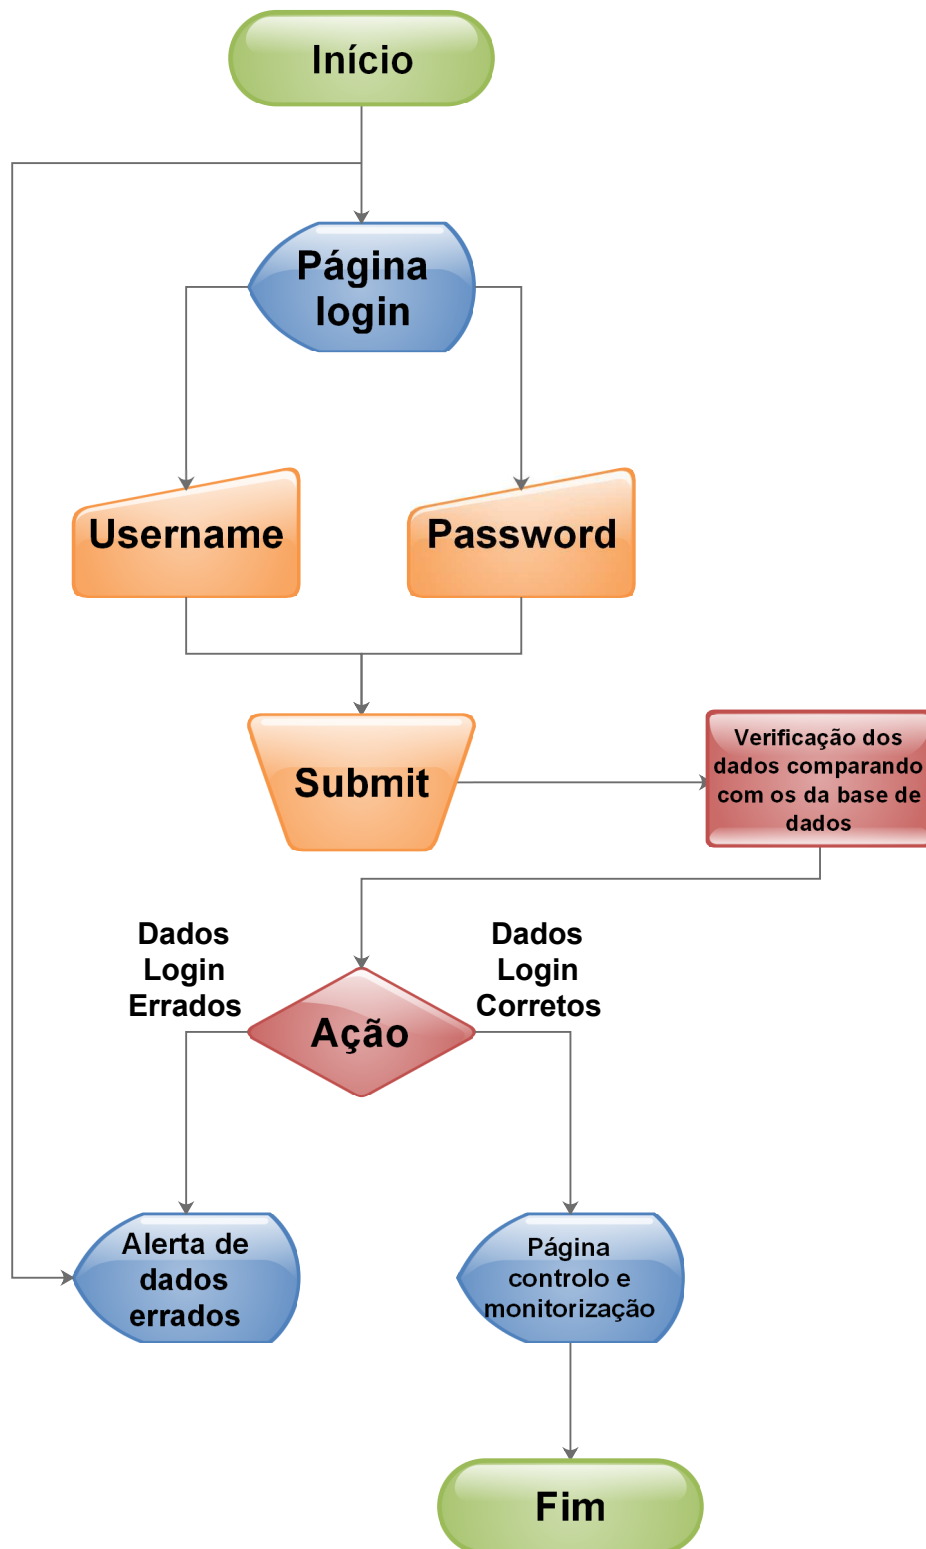 Início
Página
login
Username
Password
Submit
Verificação dos
dados comparando
com os da base de
dados
Dados
Login
Errados
Dados
Login
Corretos
Ação
Alerta de
dados
errados
Página
controlo e
monitorização
Fim